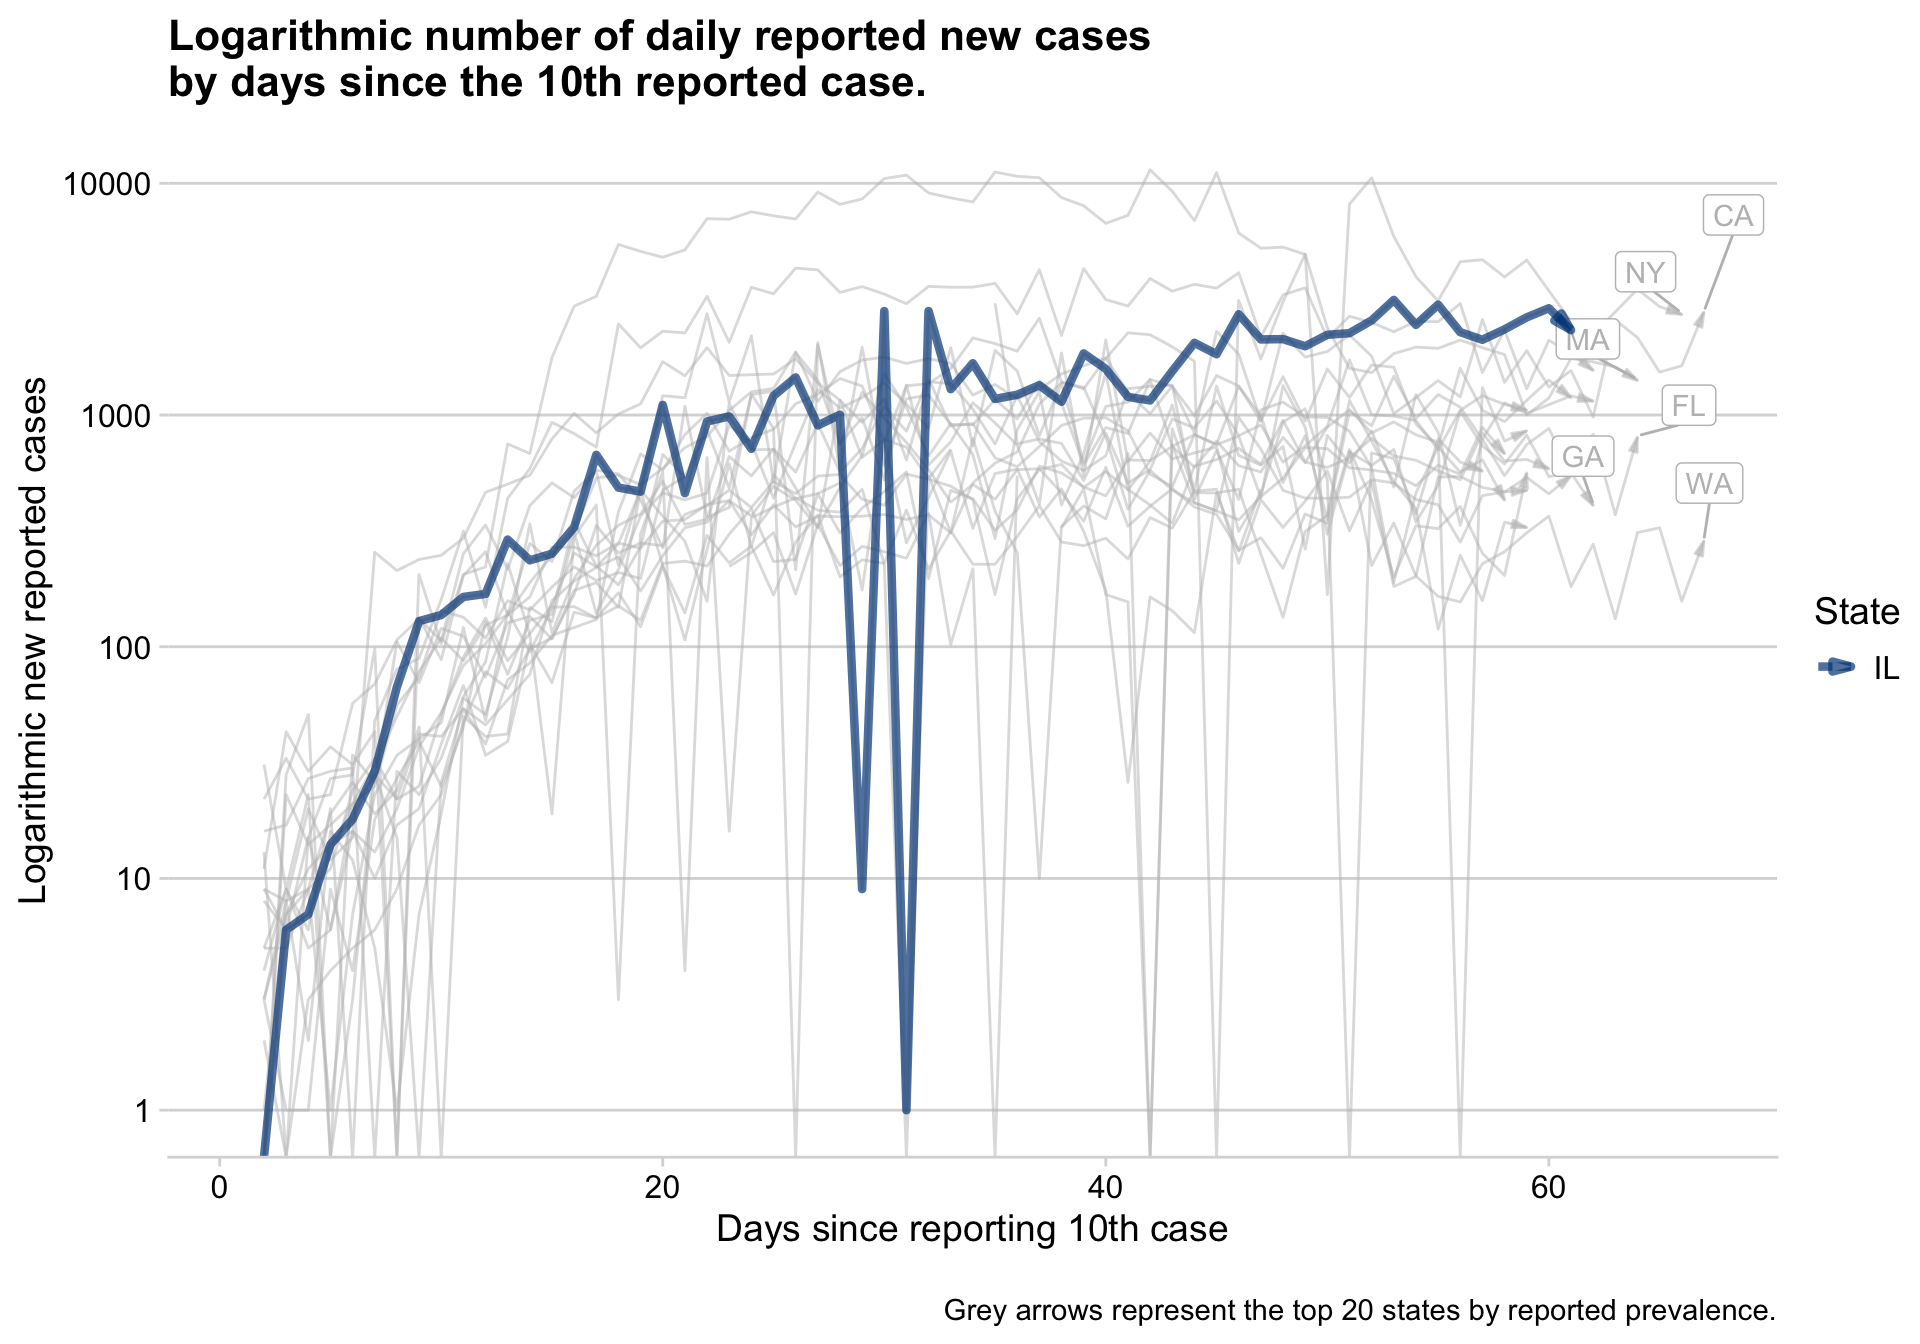 Logarithmic number of daily reported new cases
by days since the 10th reported case.
Logarithmic new reported cases
10000
1000
100
10
1
CA
NY
MA
FL
GA
WA
State
IL
0
20
40
60
Days since reporting 10th case
Grey arrows represent the top 20 states by reported prevalence.